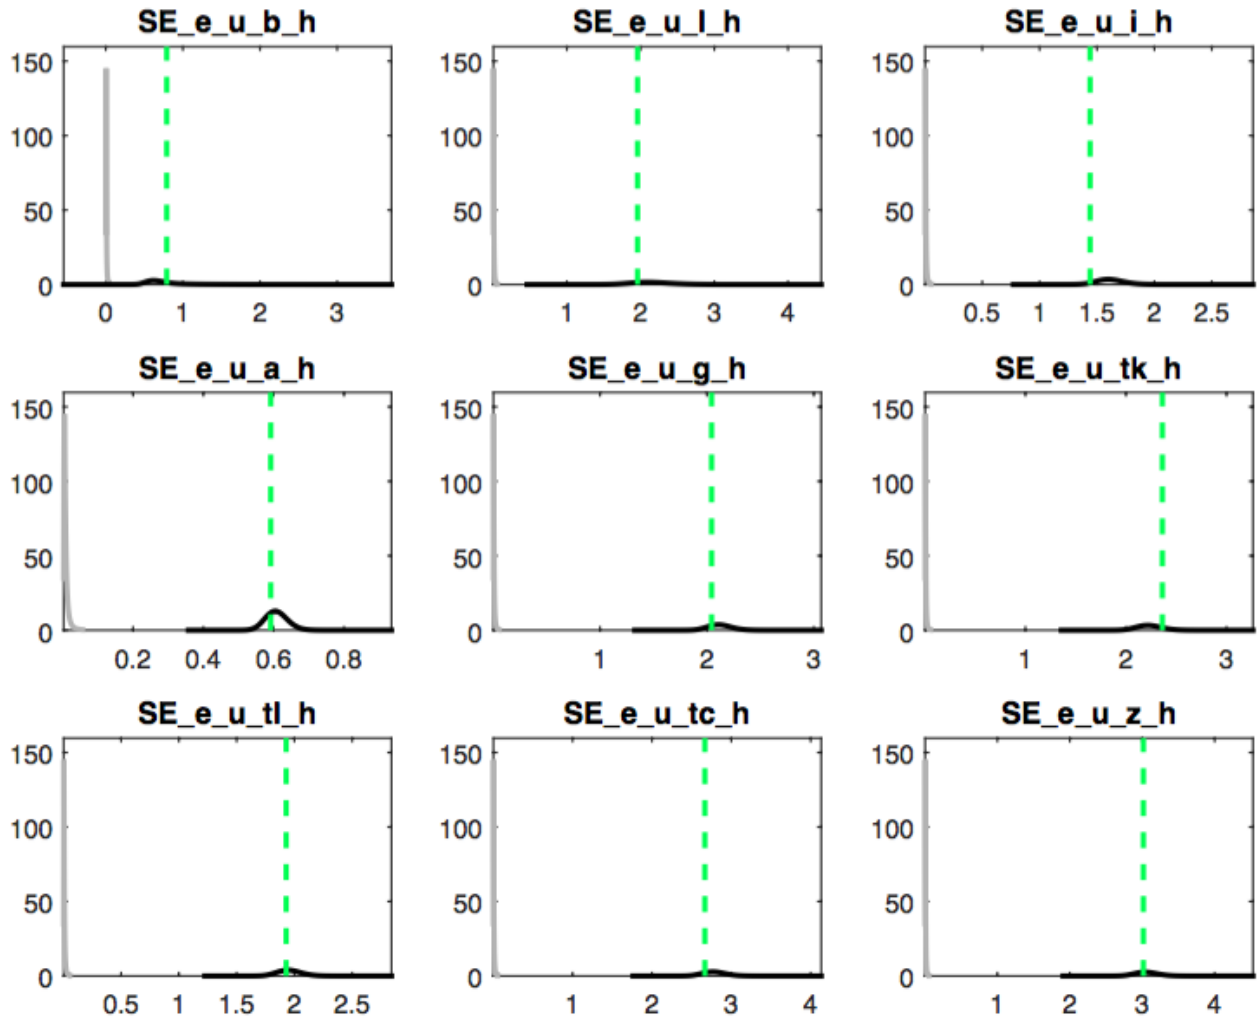 SE_e_u_b_h SE_e_u_l_h SE_e_u_i_h
150 150 150
100 100 100
50 50 50
0 0 0
0 1 2 3 1 2 3 4 0.5 1 1.5 2 2.5
SE_e_u_a_h SE_e_u_g_h SE_e_u_tk_h
150 150 150
100 100 100
50 50 50
0 0 0
0.2 0.4 0.6 0.8 1 2 3 1 2 3
SE_e_u_tl_h SE_e_u_tc_h SE_e_u_z_h
150 150 150
100 100 100
50 50 50
0 0 0
0.5 1 1.5 2 2.5 1 2 3 4 1 2 3 4